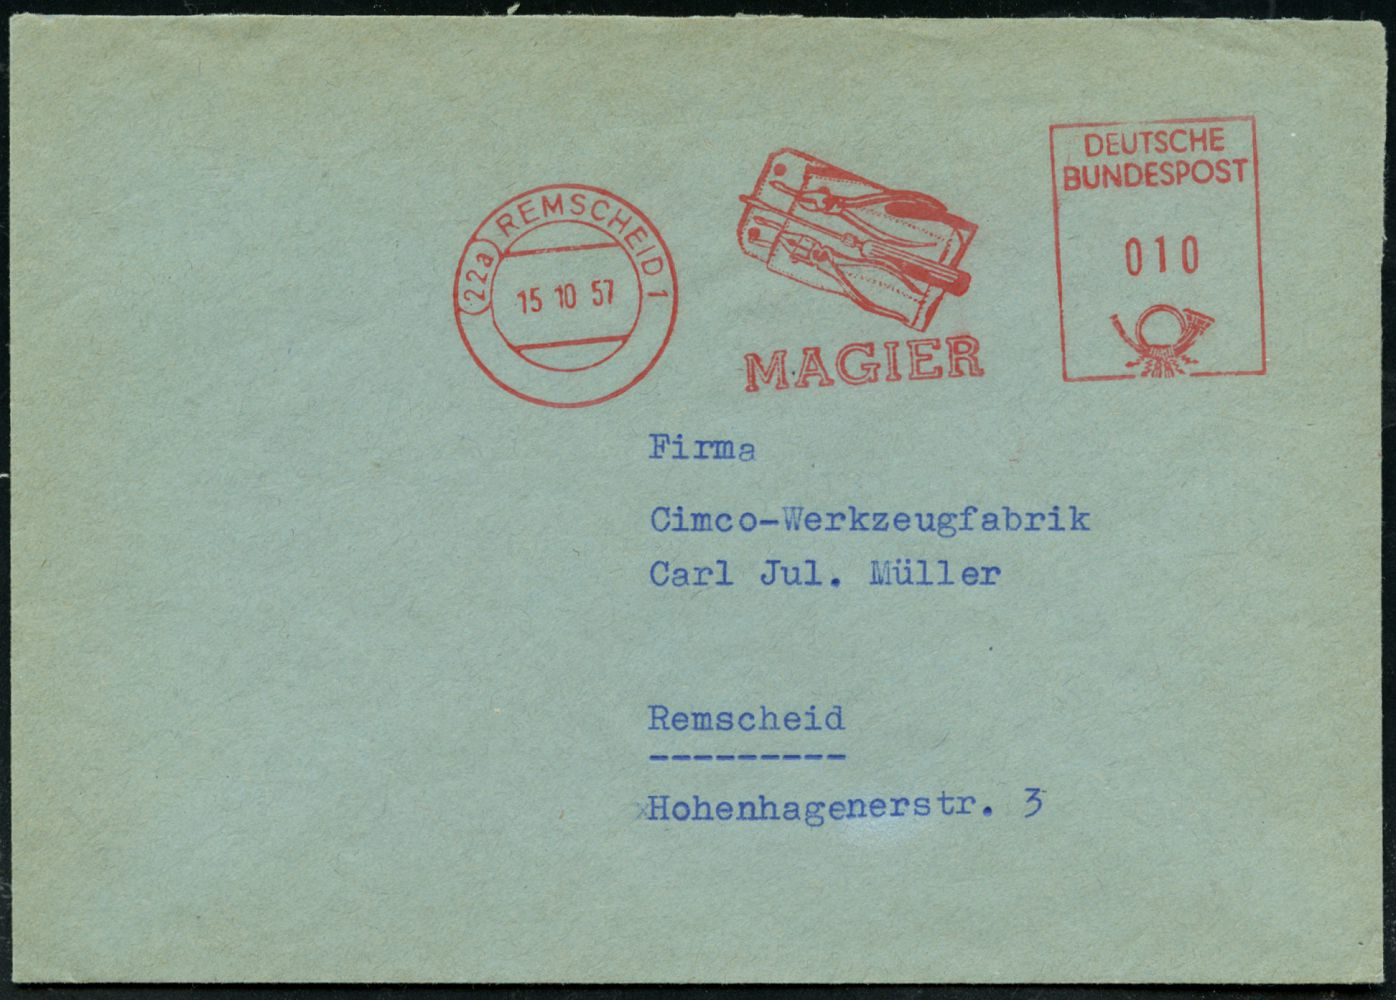 (22a) REMSCHEID 1
15 10 57
MAGIER
DEUTSCHE
BUNDESPOST
010
Firma
Cimco-Werkzeugfabrik
Carl Jul. Müller
Remscheid
---------
Hohenhagenerstr. 3